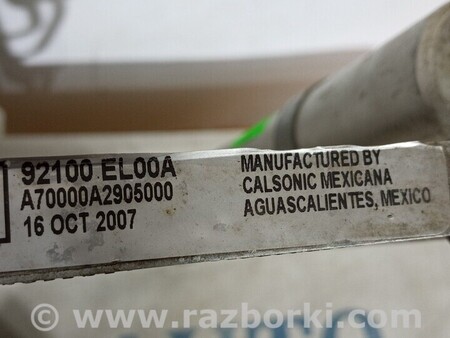 92100 EL00A
A70000A2905000
16 OCT 2007
MANUFACTURED BY
CALSONIC MEXICANA
AGUASCALIENTES, MEXICO
© www.razborki.com/